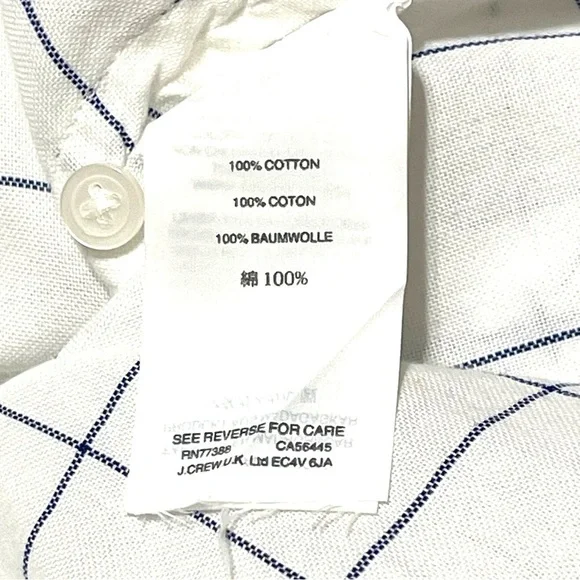 100% COTTON
100% COTON
100% BAUMWOLLE
綿 100%
SEE REVERSE FOR CARE
RN77388 CA56445
J.CREW U.K. Ltd EC4V 6JA